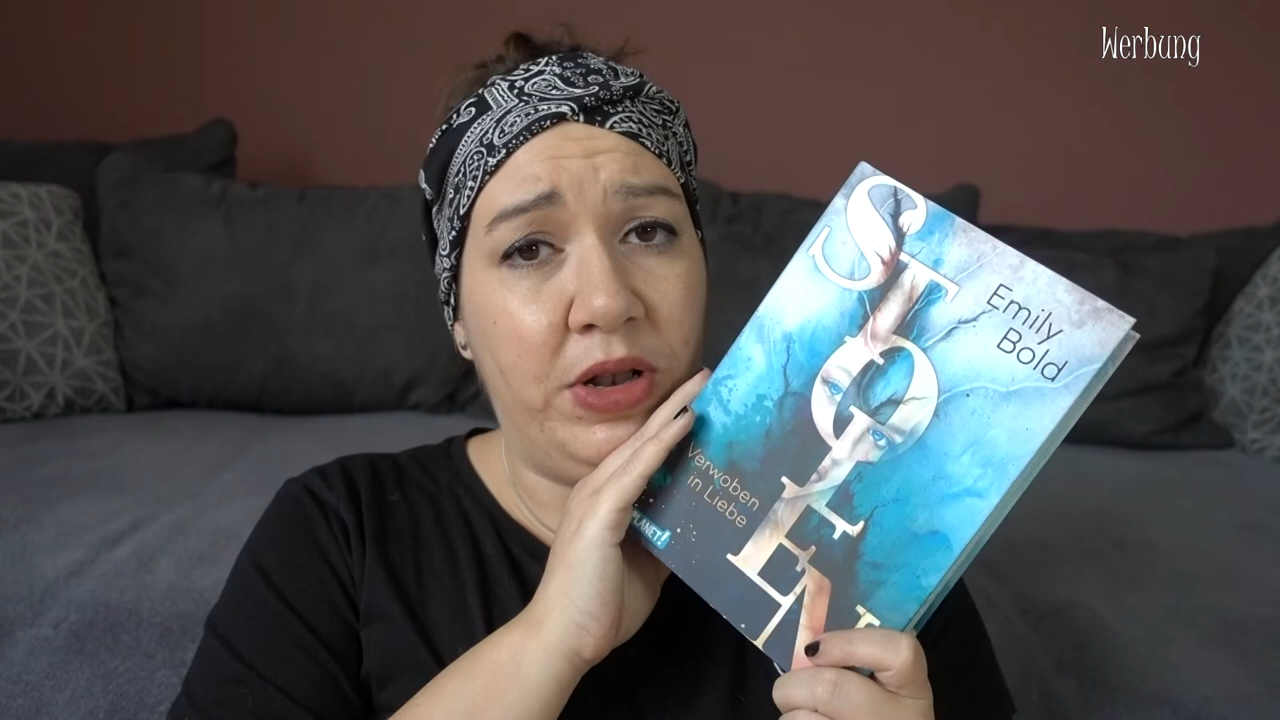 Werbung
STOLEN
Emily
Bold
Verwoben
in Liebe
PLANET!